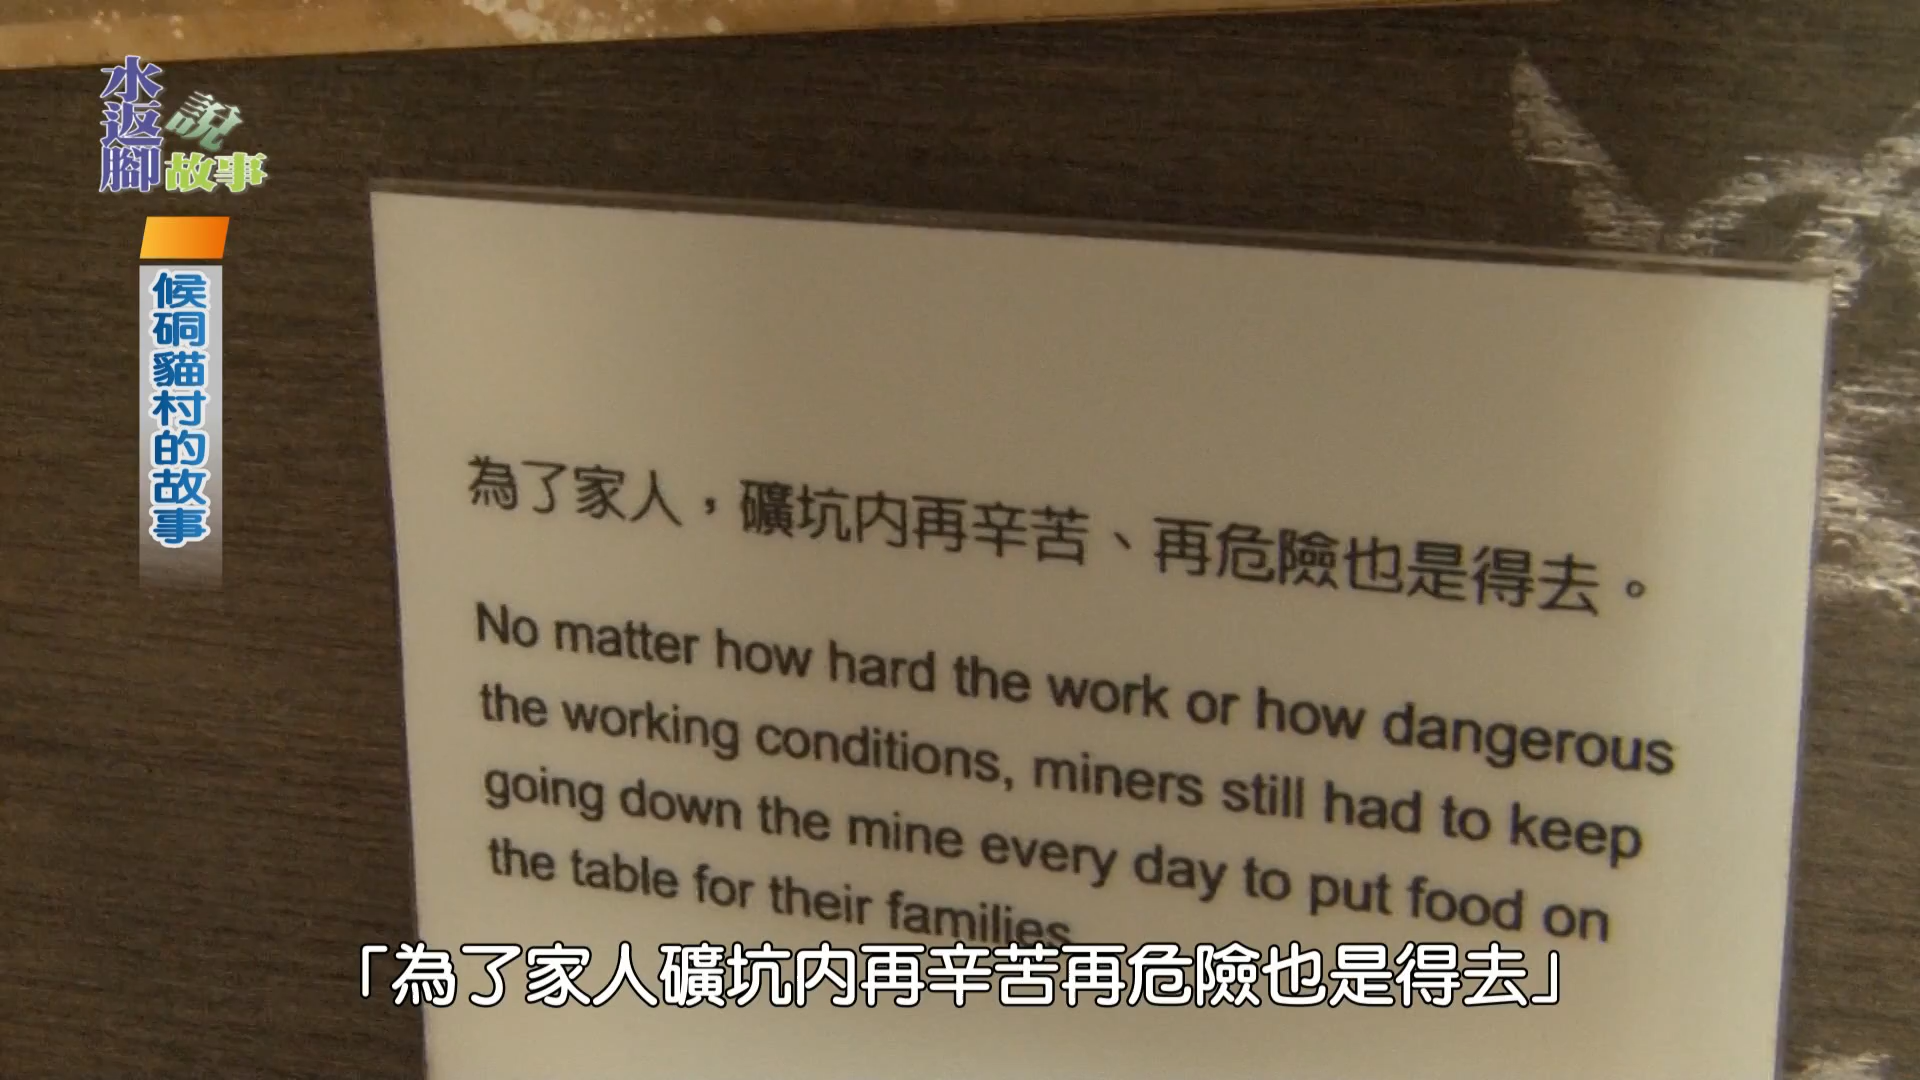 水返腳
說
故事
候硐貓村的故事
為了家人，礦坑內再辛苦、再危險也是得去。
No matter how hard the work or how dangerous
the working conditions, miners still had to keep
going down the mine every day to put food on
the table for their families
「為了家人礦坑內再辛苦再危險也是得去」